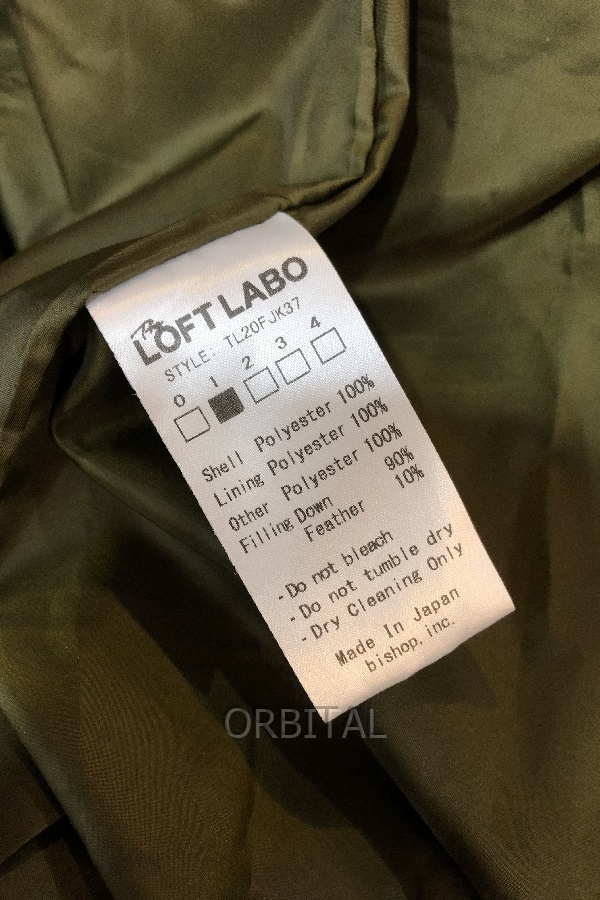 The
LOFT LABO
STYLE: TL20FJK37
0 1 2 3 4
Shell Polyester 100%
Lining Polyester 100%
Other Polyester 100%
Filling Down 90%
Feather 10%
-Do not bleach
-Do not tumble dry
-Dry Cleaning Only
Made In Japan
bishop, inc.
ORBITAL